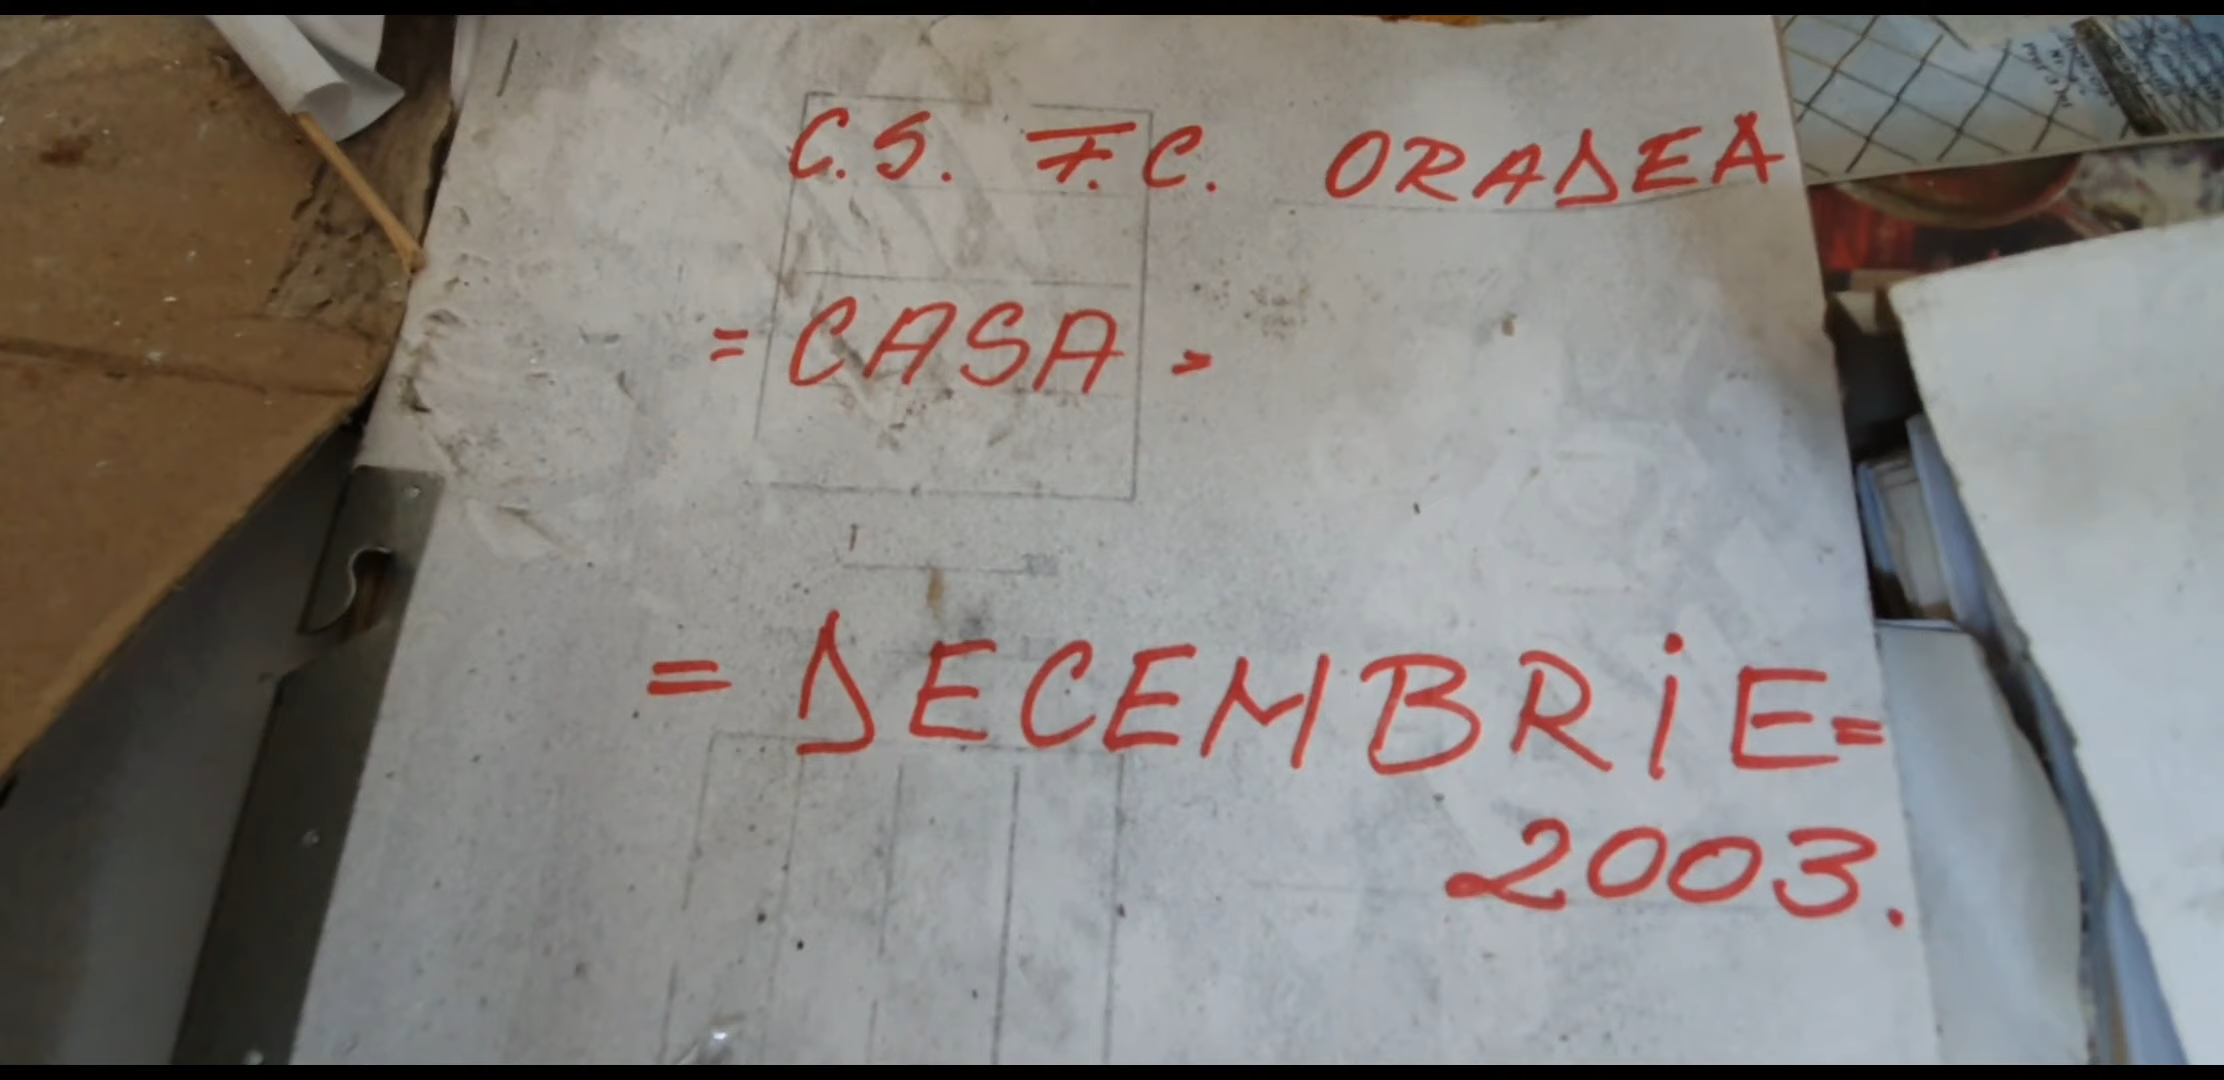 C.S. F.C. ORADEA
= CASA =
= DECEMBRIE =
2003.